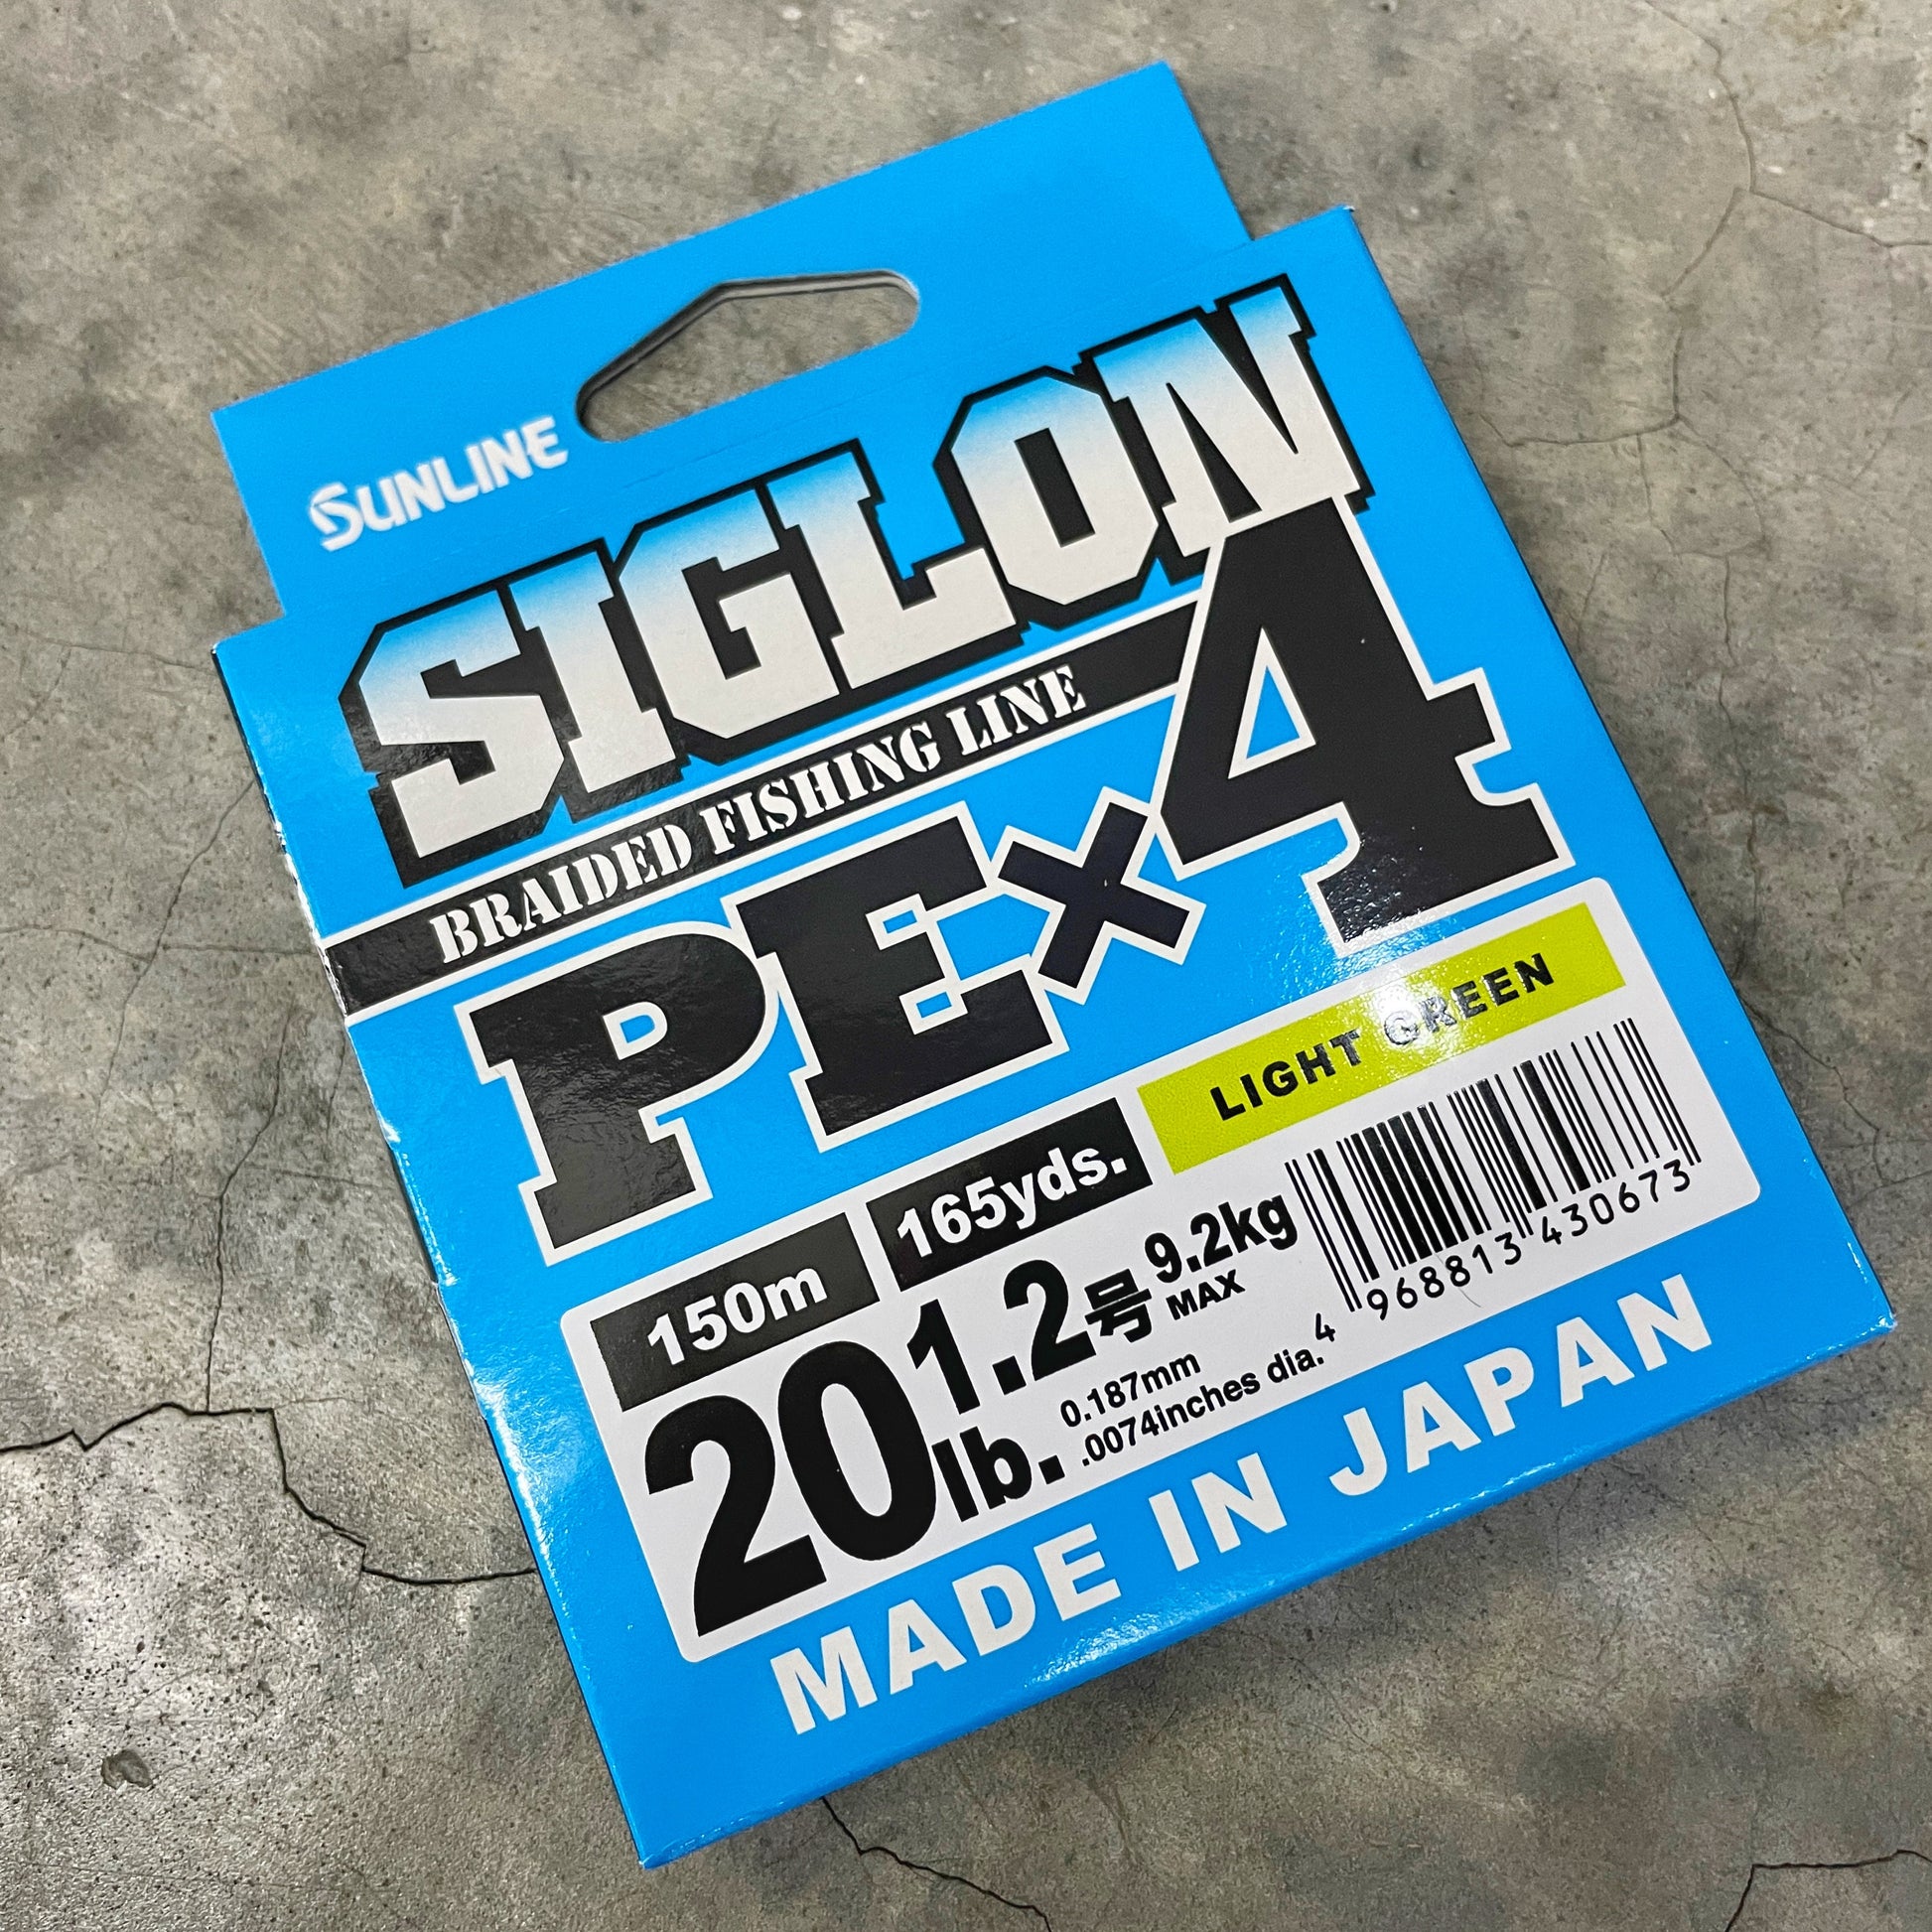 SUNLINE
SIGLON
BRAIDED FISHING LINE
PE×4
LIGHT GREEN
150m 165yds.
20lb. 1.2号 9.2kg MAX
0.187mm
.0074inches dia.
4 968813 430673
MADE IN JAPAN